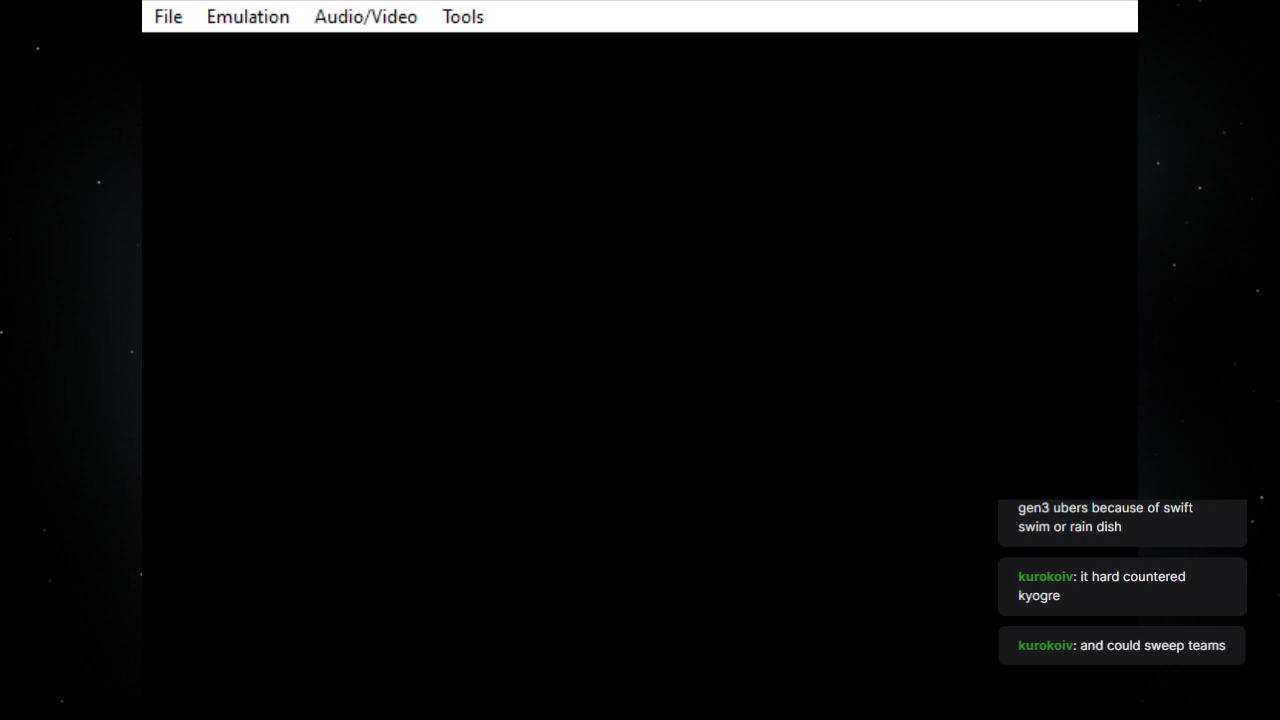 File Emulation Audio/Video Tools
gen3 ubers because of swift
swim or rain dish
kurokoiv: it hard countered
kyogre
kurokoiv: and could sweep teams